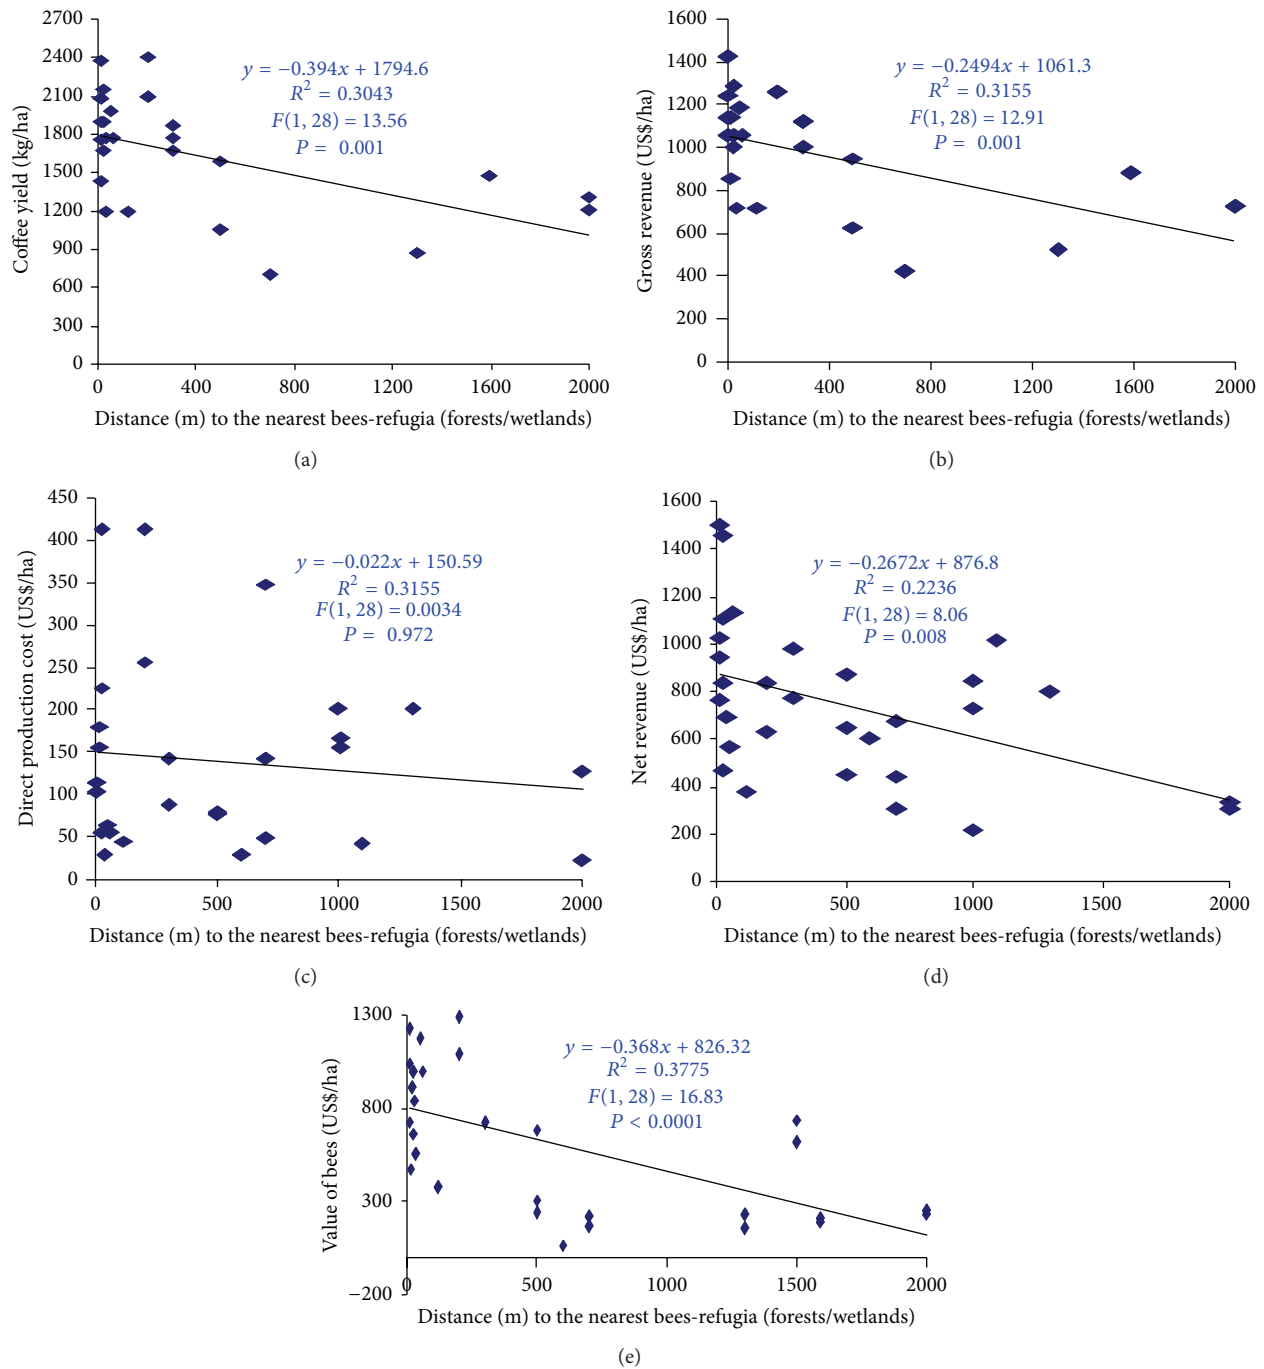 2700
2400
2100
1800
1500
1200
900
600
300
0
Coffee yield (kg/ha)
y = −0.394x + 1794.6
R² = 0.3043
F(1, 28) = 13.56
P = 0.001
0 400 800 1200 1600 2000
Distance (m) to the nearest bees-refugia (forests/wetlands)
(a)
1600
1400
1200
1000
800
600
400
200
0
Gross revenue (US$/ha)
y = −0.2494x + 1061.3
R² = 0.3155
F(1, 28) = 12.91
P = 0.001
0 400 800 1200 1600 2000
Distance (m) to the nearest bees-refugia (forests/wetlands)
(b)
450
400
350
300
250
200
150
100
50
0
Direct production cost (US$/ha)
y = −0.022x + 150.59
R² = 0.3155
F(1, 28) = 0.0034
P = 0.972
0 500 1000 1500 2000
Distance (m) to the nearest bees-refugia (forests/wetlands)
(c)
1600
1400
1200
1000
800
600
400
200
0
Net revenue (US$/ha)
y = −0.2672x + 876.8
R² = 0.2236
F(1, 28) = 8.06
P = 0.008
0 500 1000 1500 2000
Distance (m) to the nearest bees-refugia (forests/wetlands)
(d)
1300
800
300
−200
Value of bees (US$/ha)
y = −0.368x + 826.32
R² = 0.3775
F(1, 28) = 16.83
P < 0.0001
0 500 1000 1500 2000
Distance (m) to the nearest bees-refugia (forests/wetlands)
(e)